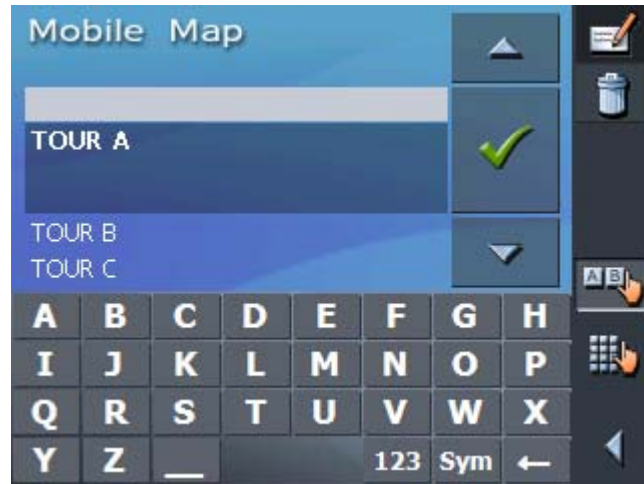 Mobile Map
TOUR A
TOUR B
TOUR C
A B
A B C D E F G H
I J K L M N O P
Q R S T U V W X
Y Z _ 123 Sym ←